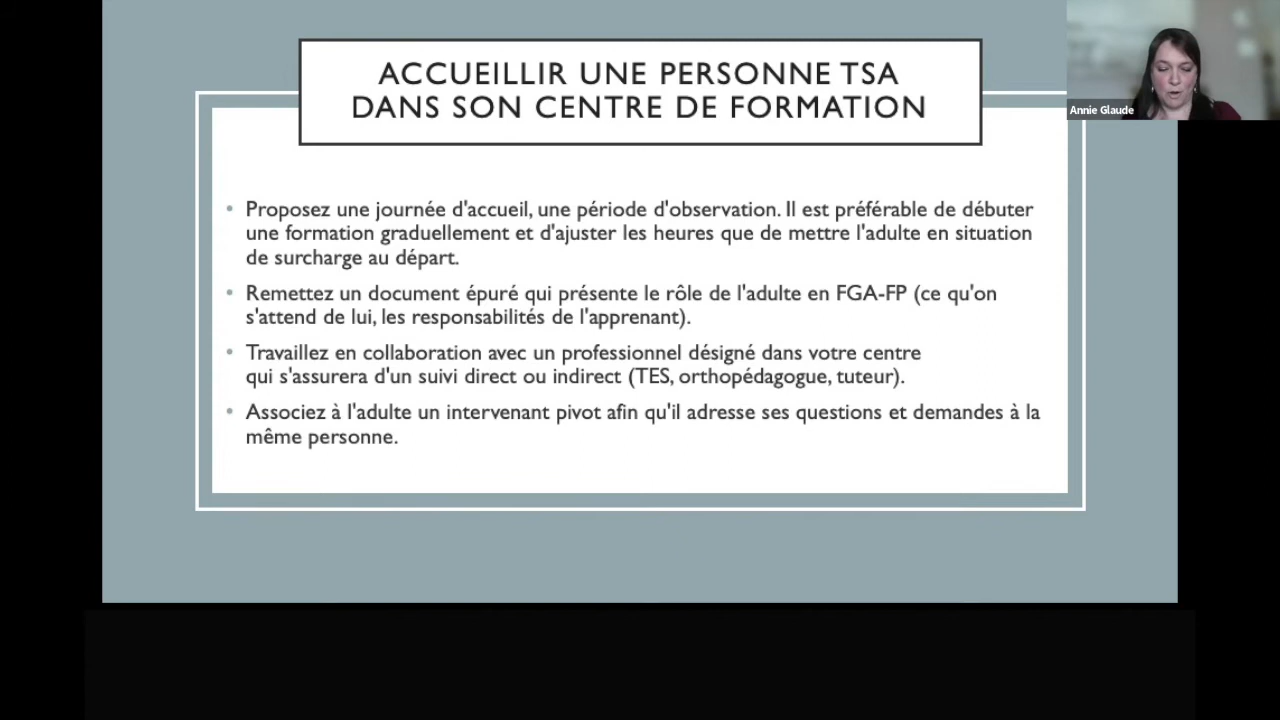 ACCUEILLIR UNE PERSONNE TSA
DANS SON CENTRE DE FORMATION
Annie Glaude
• Proposez une journée d'accueil, une période d'observation. Il est préférable de débuter
une formation graduellement et d'ajuster les heures que de mettre l'adulte en situation
de surcharge au départ.
• Remettez un document épuré qui présente le rôle de l'adulte en FGA-FP (ce qu'on
s'attend de lui, les responsabilités de l'apprenant).
• Travaillez en collaboration avec un professionnel désigné dans votre centre
qui s'assurera d'un suivi direct ou indirect (TES, orthopédagogue, tuteur).
• Associez à l'adulte un intervenant pivot afin qu'il adresse ses questions et demandes à la
même personne.